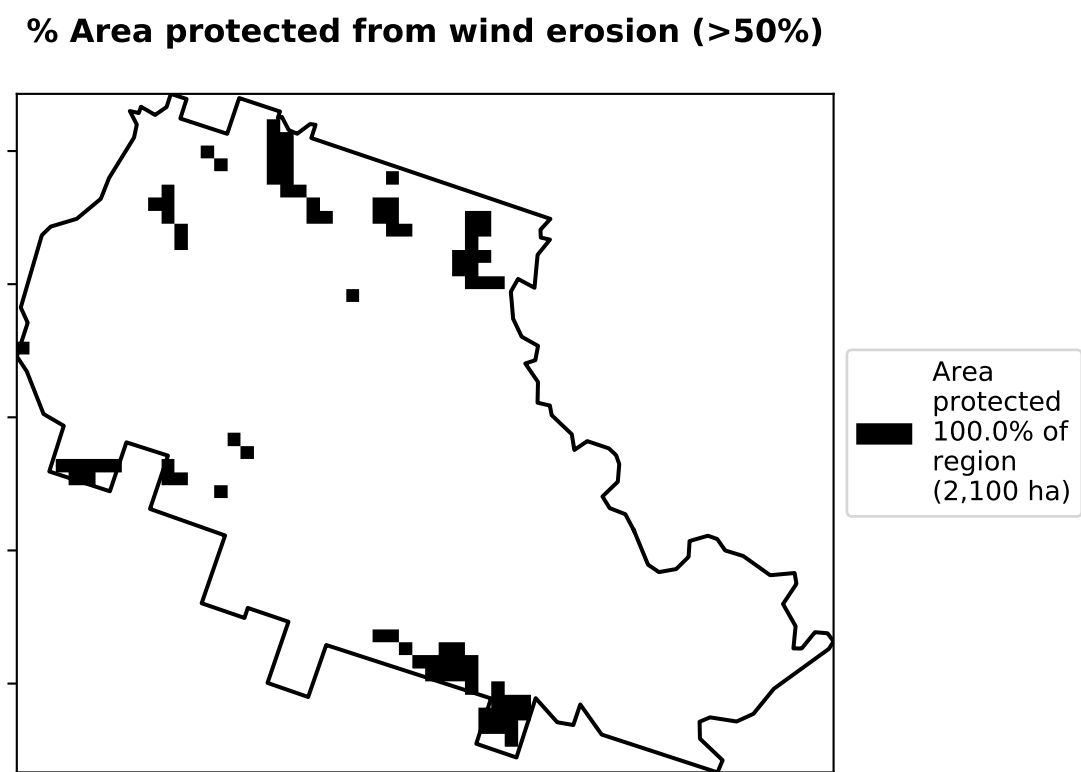 % Area protected from wind erosion (>50%)
Area
protected
100.0% of
region
(2,100 ha)